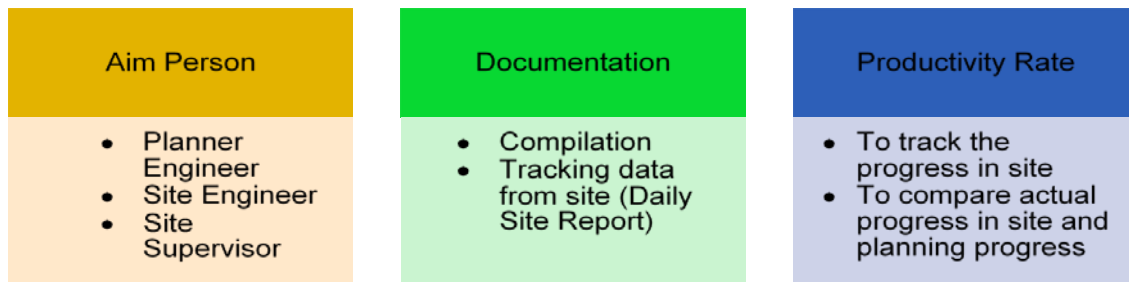 Aim Person
• Planner
Engineer
• Site Engineer
• Site
Supervisor
Documentation
• Compilation
• Tracking data
from site (Daily
Site Report)
Productivity Rate
• To track the
progress in site
• To compare actual
progress in site and
planning progress